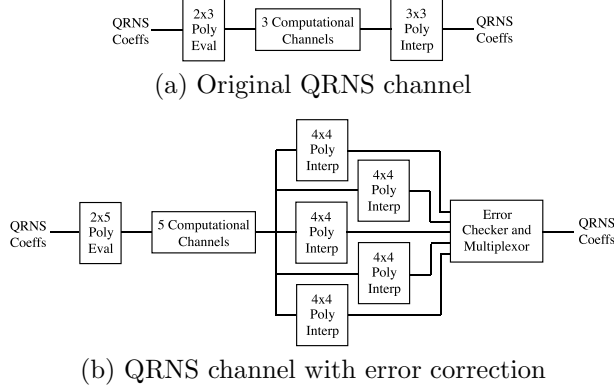 QRNS
Coeffs
2x3
Poly
Eval
3 Computational
Channels
3x3
Poly
Interp
QRNS
Coeffs
(a) Original QRNS channel
QRNS
Coeffs
2x5
Poly
Eval
5 Computational
Channels
4x4
Poly
Interp
4x4
Poly
Interp
4x4
Poly
Interp
4x4
Poly
Interp
4x4
Poly
Interp
Error
Checker and
Multiplexor
QRNS
Coeffs
(b) QRNS channel with error correction